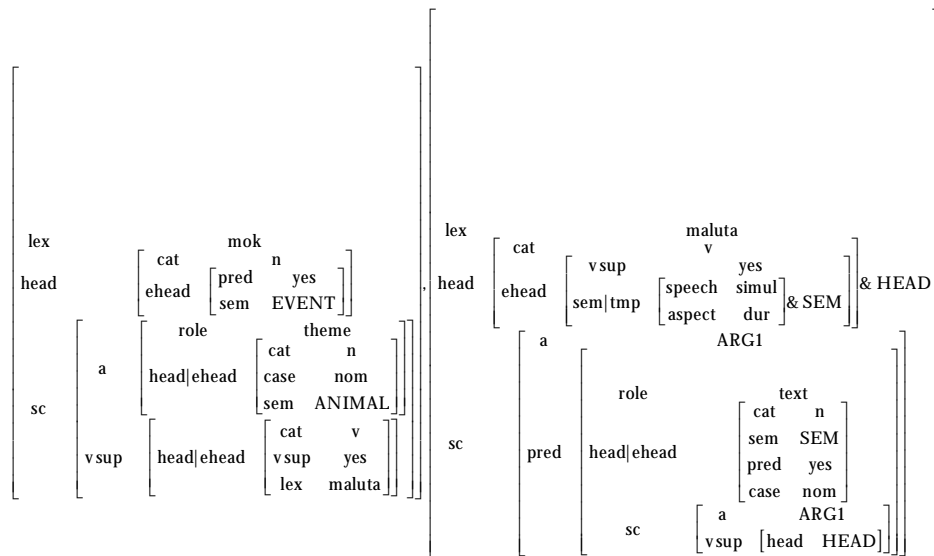 lex mok
head cat n
ehead pred yes
sem EVENT
sc a role theme
head|ehead cat n
case nom
sem ANIMAL
vsup head|ehead cat v
vsup yes
lex maluta
,
lex maluta
head cat v
ehead vsup yes
sem|tmp speech simul
aspect dur & SEM & HEAD
sc a ARG1
pred role text
head|ehead cat n
sem SEM
pred yes
case nom
sc a ARG1
vsup [head HEAD]